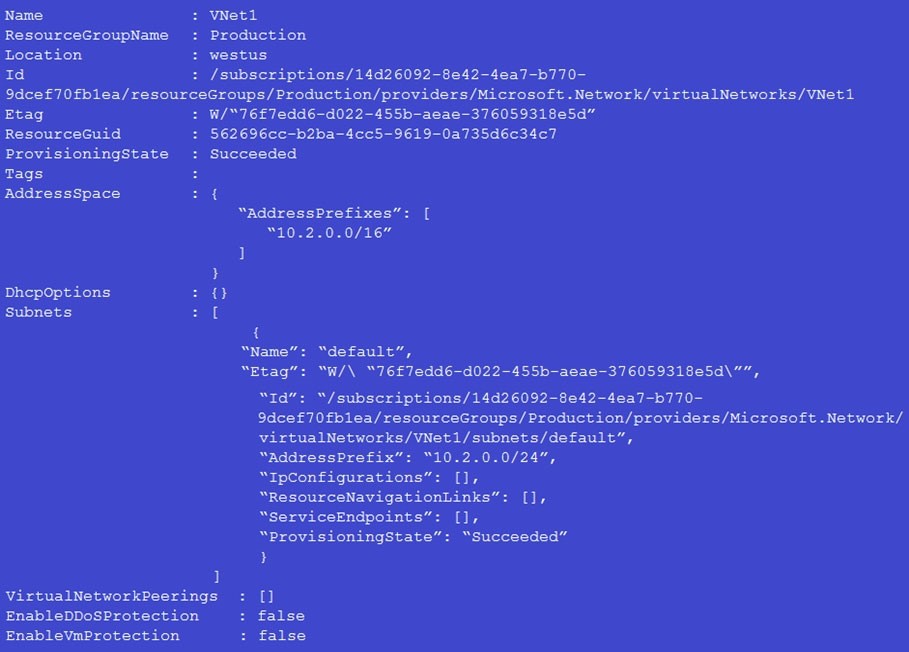 Name : VNet1
ResourceGroupName : Production
Location : westus
Id : /subscriptions/14d26092-8e42-4ea7-b770-
9dcef70fb1ea/resourceGroups/Production/providers/Microsoft.Network/virtualNetworks/VNet1
Etag : W/“76f7edd6-d022-455b-aeae-376059318e5d”
ResourceGuid : 562696cc-b2ba-4cc5-9619-0a735d6c34c7
ProvisioningState : Succeeded
Tags :
AddressSpace : {
“AddressPrefixes”: [
“10.2.0.0/16”
]
}
DhcpOptions : {}
Subnets : [
{
“Name”: “default”,
“Etag”: “W/\ “76f7edd6-d022-455b-aeae-376059318e5d\””,
“Id”: “/subscriptions/14d26092-8e42-4ea7-b770-
9dcef70fb1ea/resourceGroups/Production/providers/Microsoft.Network/
virtualNetworks/VNet1/subnets/default”,
“AddressPrefix”: “10.2.0.0/24”,
“IpConfigurations”: [],
“ResourceNavigationLinks”: [],
“ServiceEndpoints”: [],
“ProvisioningState”: “Succeeded”
}
]
VirtualNetworkPeerings : []
EnableDDoSProtection : false
EnableVmProtection : false